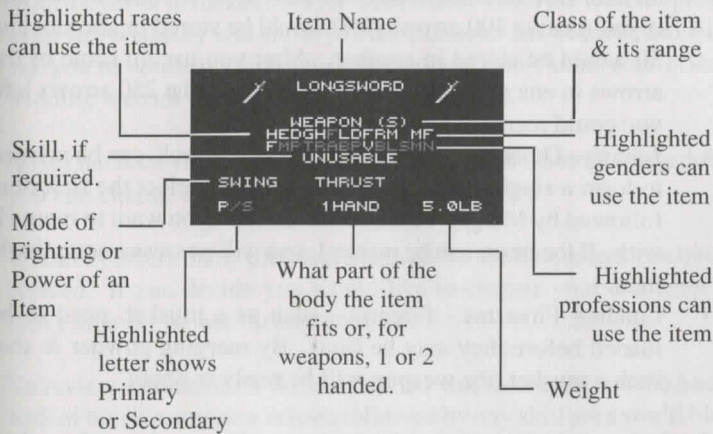 Highlighted races
can use the item
Item Name
Class of the item
& its range
LONGSWORD
WEAPON (S)
HEDGHFLDFRM MF
FMPTRABPVBLSMN
UNUSABLE
SWING THRUST
P/S 1HAND 5.0LB
Skill, if
required.
Mode of
Fighting or
Power of an
Item
Highlighted
letter shows
Primary
or Secondary
What part of the
body the item
fits or, for
weapons, 1 or 2
handed.
Highlighted
genders can
use the item
Highlighted
professions can
use the item
Weight